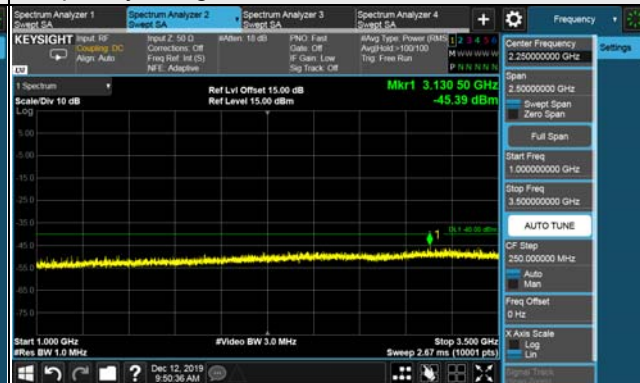 Spectrum Analyzer 1
Swept SA
Spectrum Analyzer 2
Swept SA
Spectrum Analyzer 3
Swept SA
Spectrum Analyzer 4
Swept SA
Frequency
KEYSIGHT
Input: RF
Coupling: DC
Align: Auto
Input Z: 50 Ω
Corrections: Off
Freq Ref: Int (S)
NFE: Adaptive
#Atten: 18 dB
PNO: Fast
Gate: Off
IF Gain: Low
Sig Track: Off
#Avg Type: Power (RMS
Avg|Hold:>100/100
Trig: Free Run
1 2 3 4 5 6
M W W W W W
P N N N N N
Center Frequency
2.250000000 GHz
Settings
Span
2.50000000 GHz
Swept Span
Zero Span
Full Span
Start Freq
1.000000000 GHz
Stop Freq
3.500000000 GHz
AUTO TUNE
CF Step
250.000000 MHz
Auto
Man
Freq Offset
0 Hz
X Axis Scale
Log
Lin
Signal Track
1 Spectrum
Scale/Div 10 dB
Log
Ref Lvl Offset 15.00 dB
Ref Level 15.00 dBm
Mkr1 3.130 50 GHz
-45.39 dBm
5.00
-5.00
-15.0
-25.0
-35.0
DL1 -40.00 dBm
1
-45.0
-55.0
-65.0
-75.0
Start 1.000 GHz
#Res BW 1.0 MHz
#Video BW 3.0 MHz
Stop 3.500 GHz
Sweep 2.67 ms (10001 pts)
Dec 12, 2019
9:50:36 AM